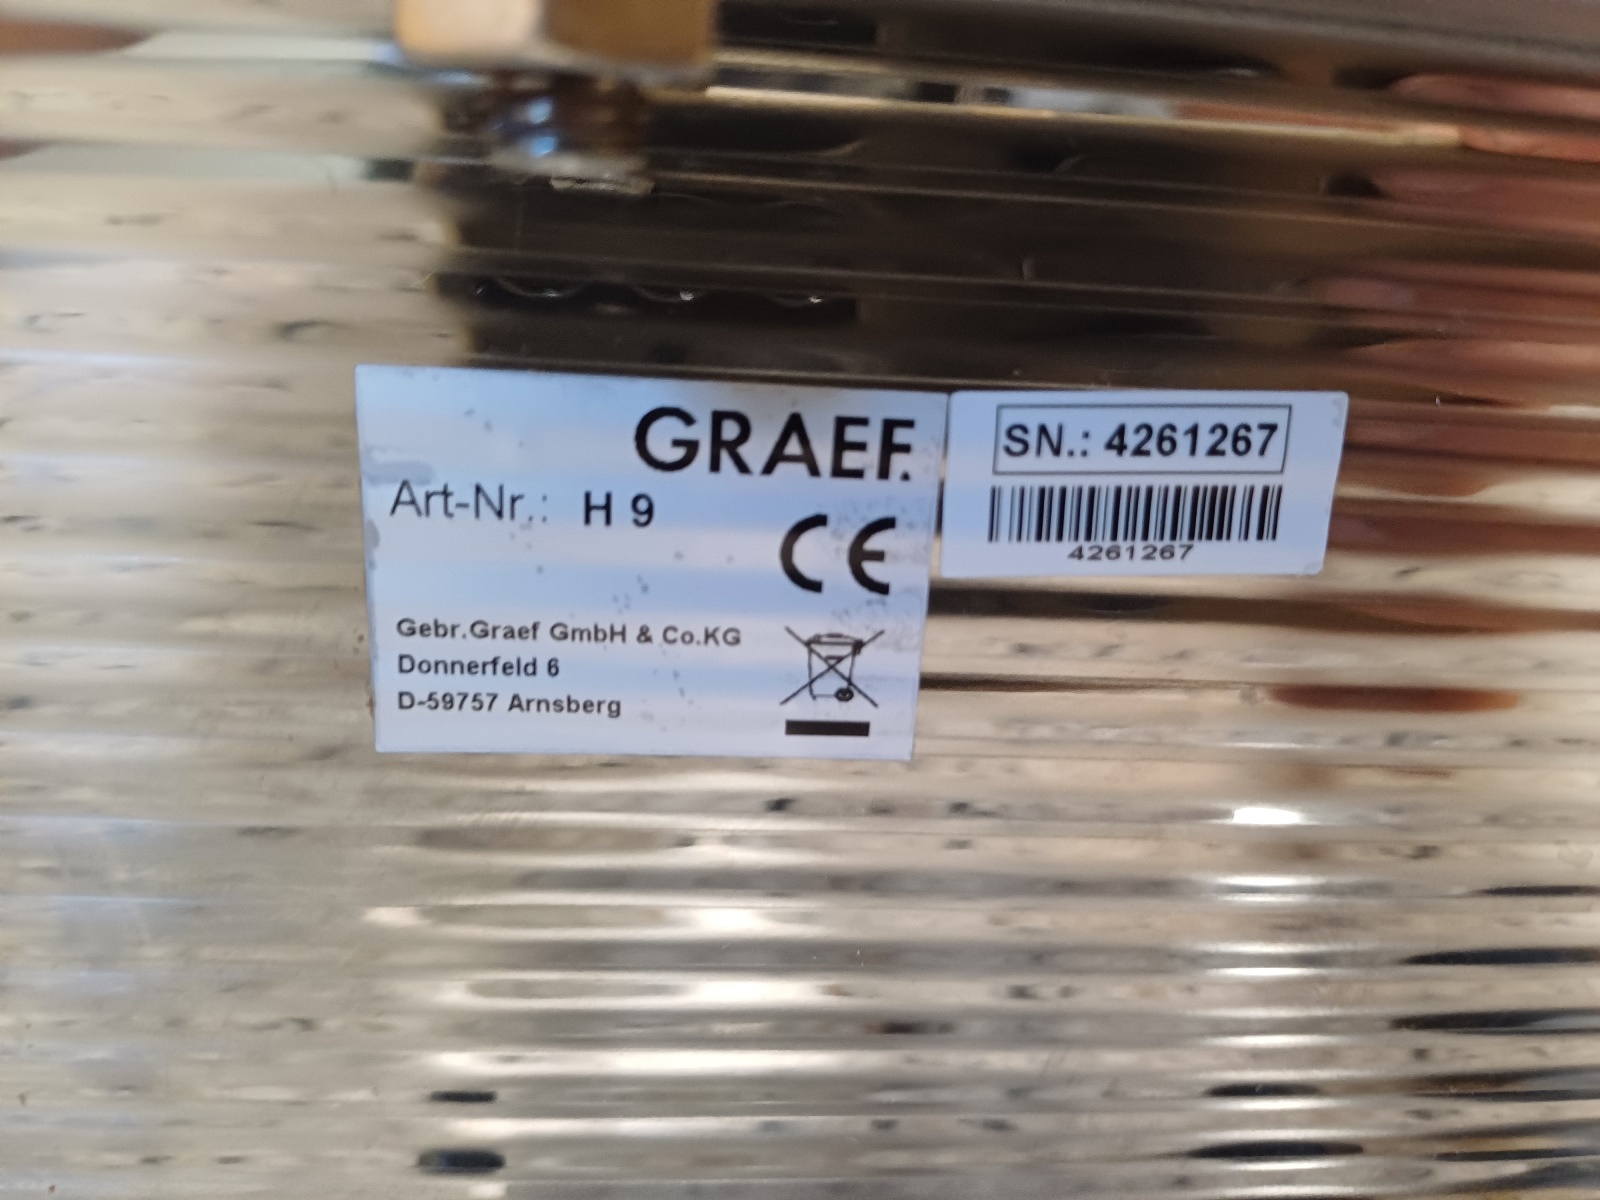 GRAEF.
Art-Nr.: H 9
CE
Gebr.Graef GmbH & Co.KG
Donnerfeld 6
D-59757 Arnsberg
SN.: 4261267
4261267